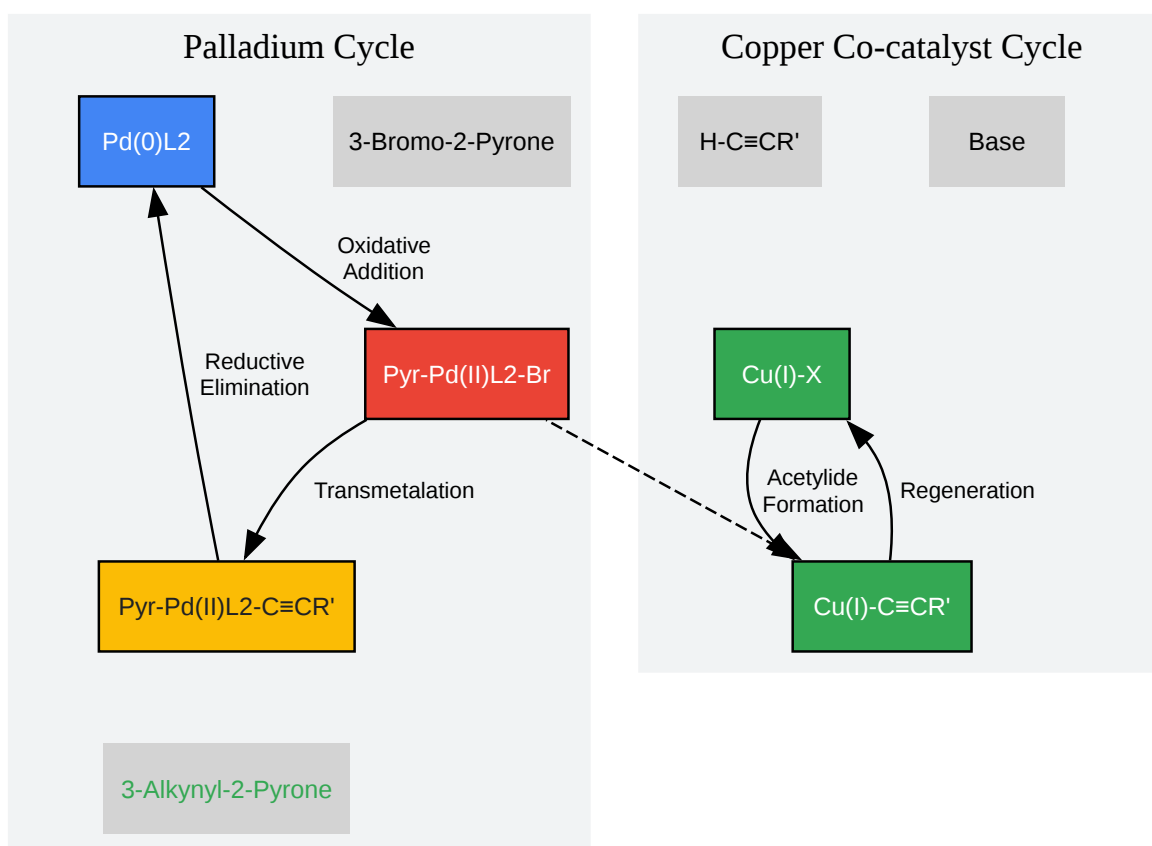 Palladium Cycle
Pd(0)L2
3-Bromo-2-Pyrone
Oxidative
Addition
Reductive
Elimination
Pyr-Pd(II)L2-Br
Transmetalation
Pyr-Pd(II)L2-C≡CR'
3-Alkynyl-2-Pyrone
Copper Co-catalyst Cycle
H-C≡CR'
Base
Cu(I)-X
Acetylide
Formation
Regeneration
Cu(I)-C≡CR'